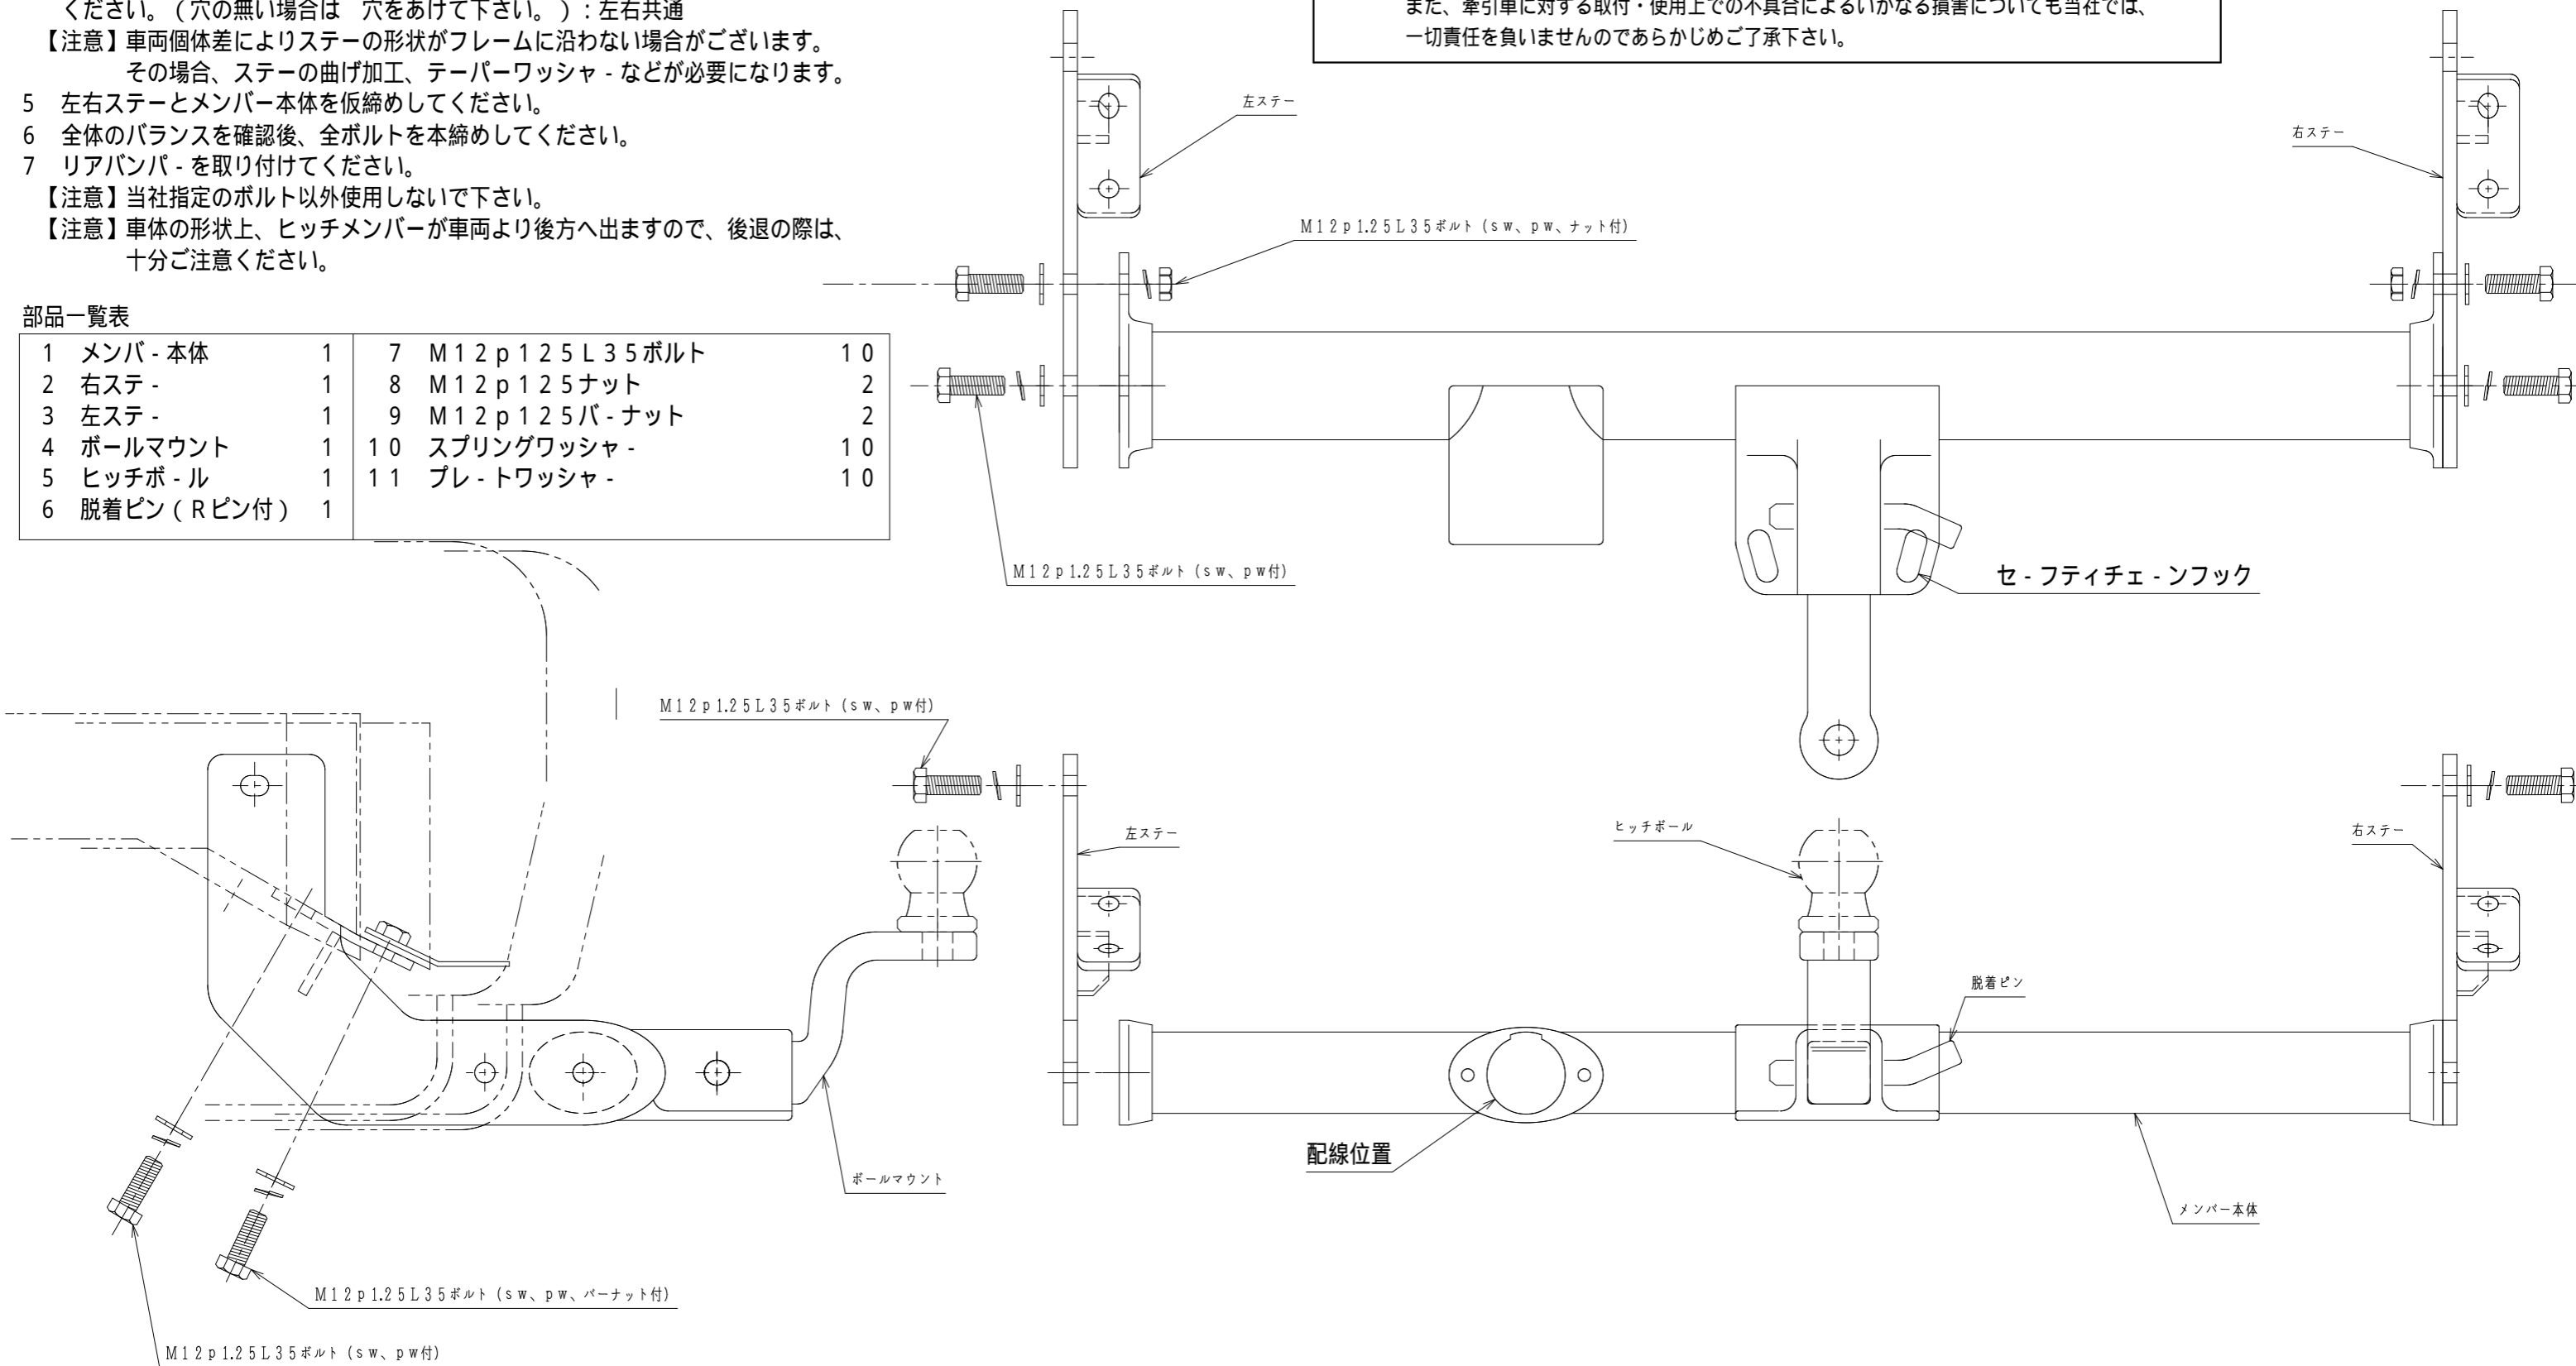 ください。（穴の無い場合は　穴をあけて下さい。）：左右共通
【注意】車両個体差によりステーの形状がフレームに沿わない場合がございます。
その場合、ステーの曲げ加工、テーパーワッシャ-などが必要になります。
5　左右ステーとメンバー本体を仮締めしてください。
6　全体のバランスを確認後、全ボルトを本締めしてください。
7　リアバンパ-を取り付けてください。
【注意】当社指定のボルト以外使用しないで下さい。
【注意】車体の形状上、ヒッチメンバーが車両より後方へ出ますので、後退の際は、
十分ご注意ください。
また、牽引車に対する取付・使用上での不具合によるいかなる損害についても当社では、
一切責任を負いませんのであらかじめご了承下さい。
部品一覧表
1　メンバ-本体　1　7　M12p125L35ボルト　10
2　右ステ-　1　8　M12p125ナット　2
3　左ステ-　1　9　M12p125バ-ナット　2
4　ボールマウント　1　10　スプリングワッシャ-　10
5　ヒッチボ-ル　1　11　プレ-トワッシャ-　10
6　脱着ピン（Rピン付）　1
左ステー
右ステー
M12p1.25L35ボルト（sw、pw、ナット付）
M12p1.25L35ボルト（sw、pw付）
セ-フティチェ-ンフック
M12p1.25L35ボルト（sw、pw付）
左ステー
ヒッチボール
右ステー
脱着ピン
配線位置
ボールマウント
メンバー本体
M12p1.25L35ボルト（sw、pw、バーナット付）
M12p1.25L35ボルト（sw、pw付）